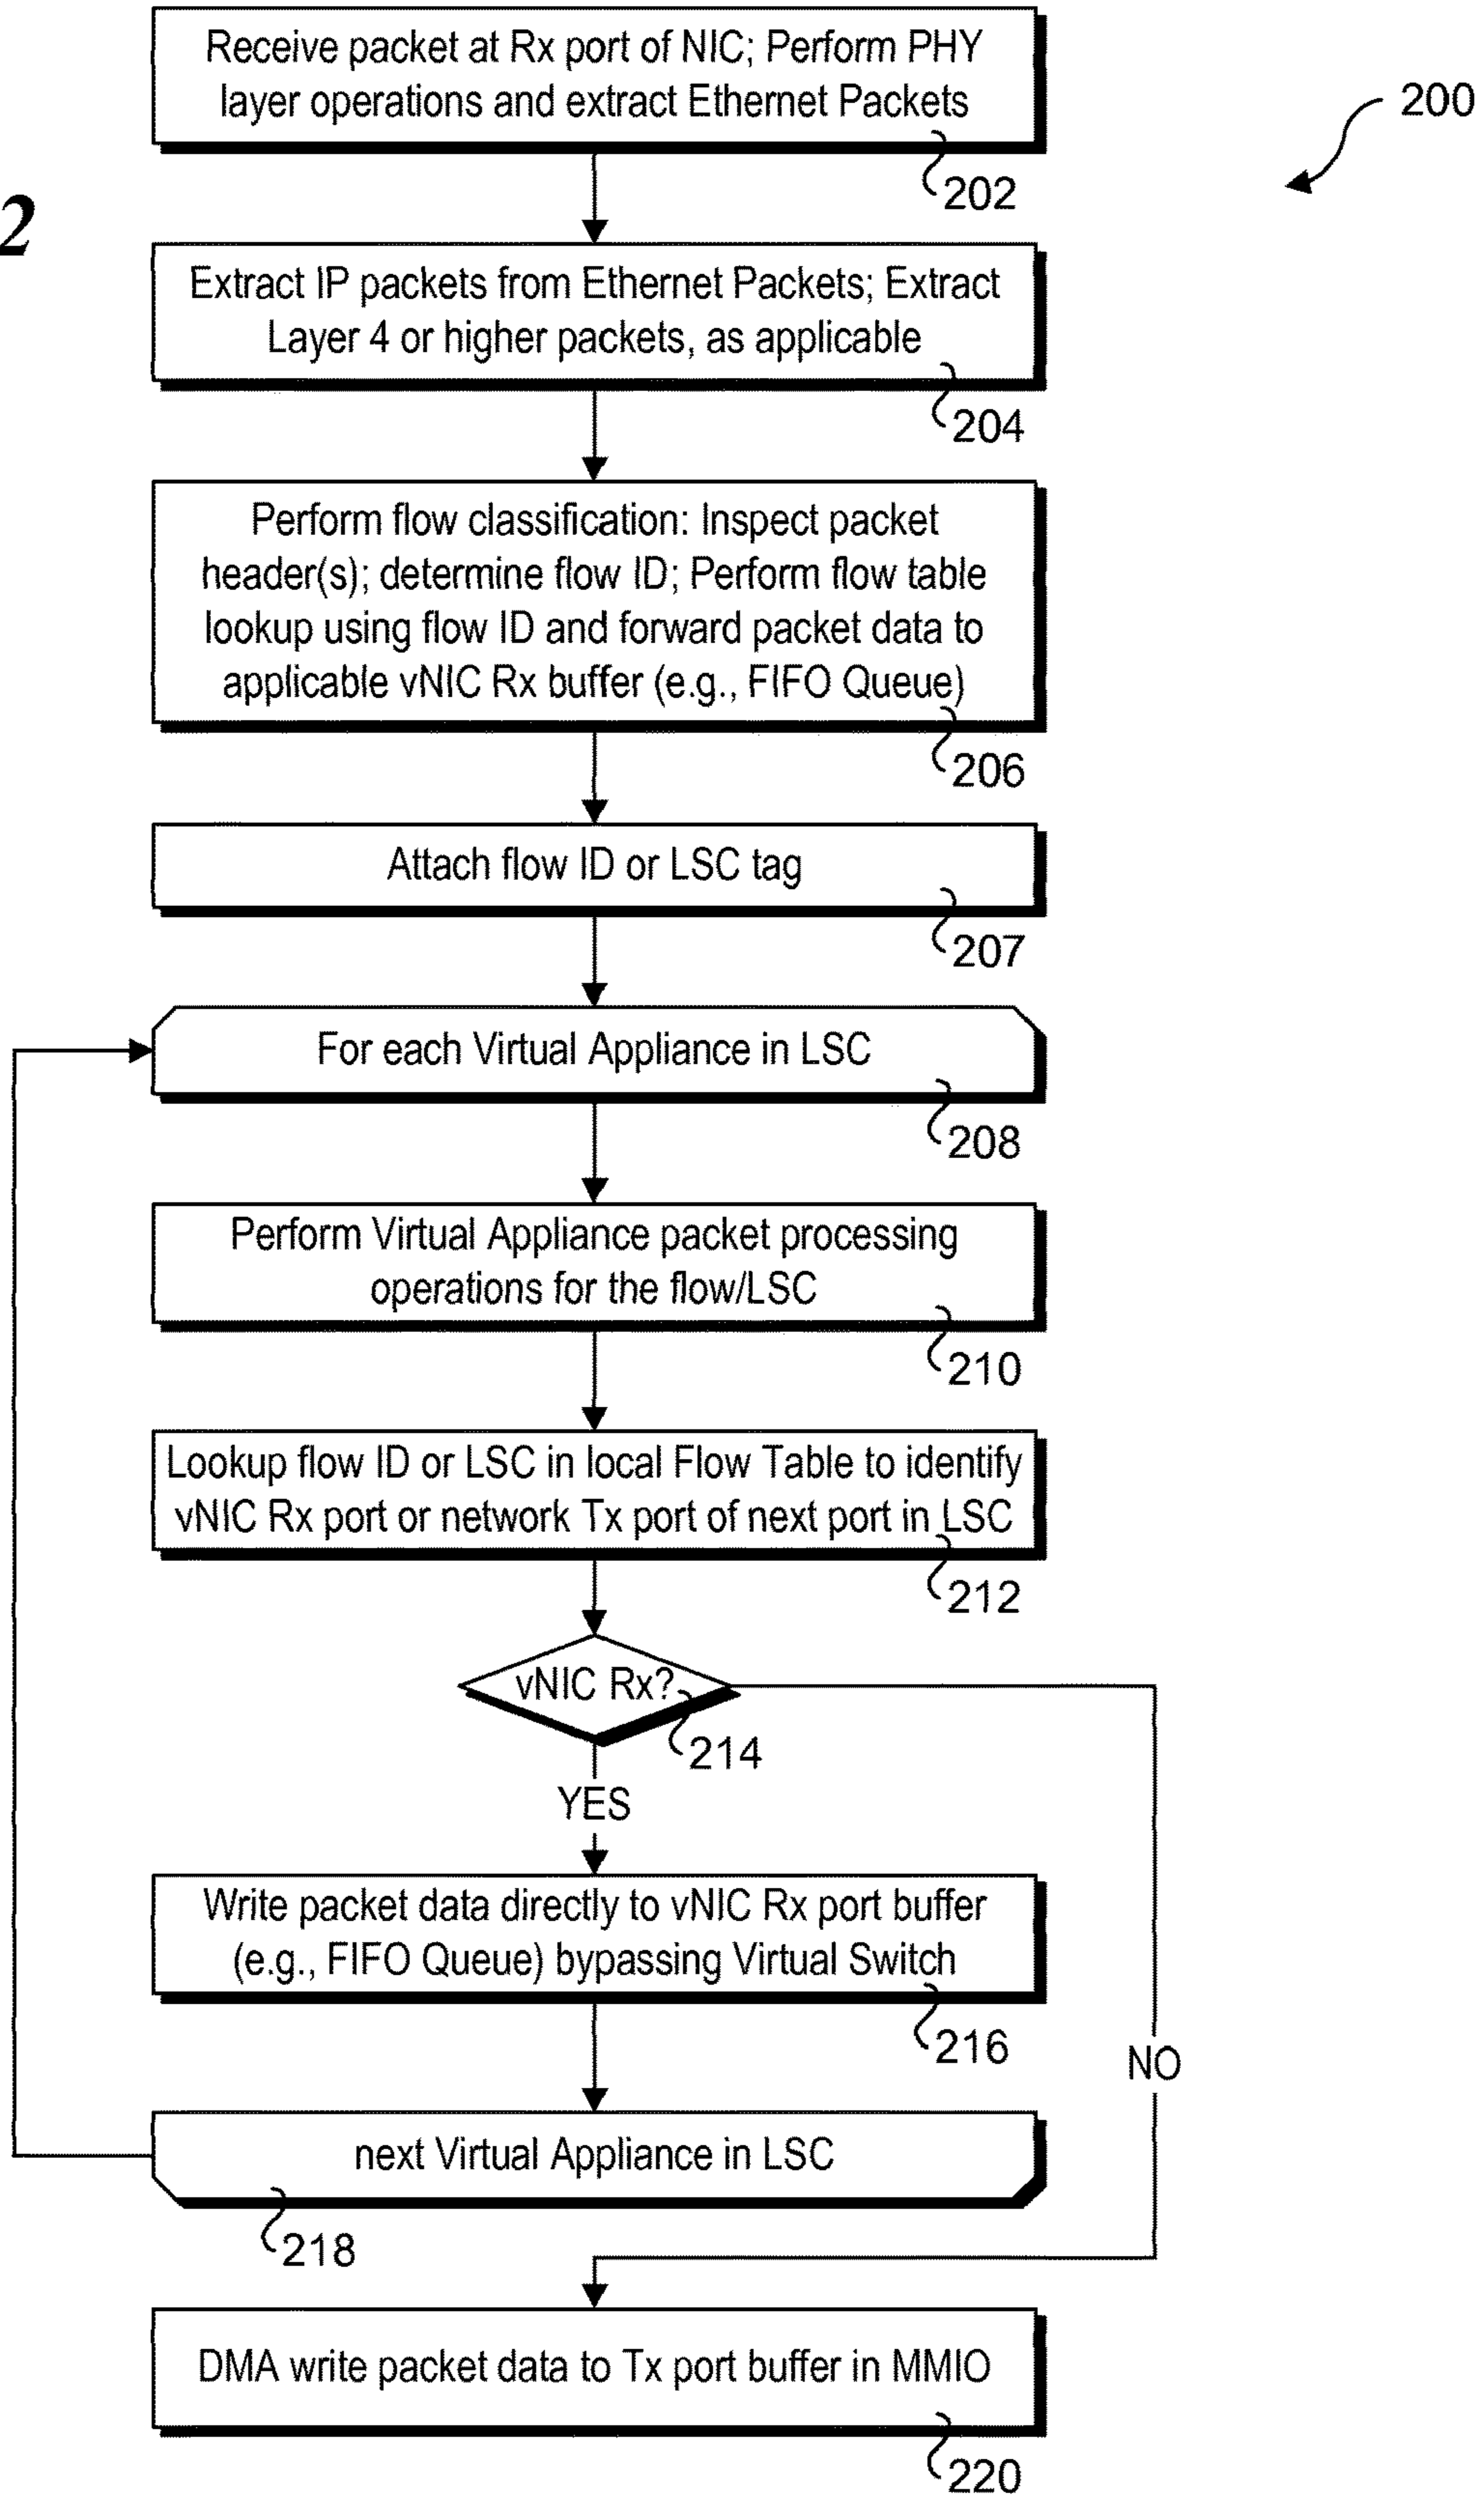 Receive packet at Rx port of NIC; Perform PHY
layer operations and extract Ethernet Packets
200
202
2
Extract IP packets from Ethernet Packets; Extract
Layer 4 or higher packets, as applicable
204
Perform flow classification: Inspect packet
header(s); determine flow ID; Perform flow table
lookup using flow ID and forward packet data to
applicable vNIC Rx buffer (e.g., FIFO Queue)
206
Attach flow ID or LSC tag
207
For each Virtual Appliance in LSC
208
Perform Virtual Appliance packet processing
operations for the flow/LSC
210
Lookup flow ID or LSC in local Flow Table to identify
vNIC Rx port or network Tx port of next port in LSC
212
vNIC Rx?
214
YES
Write packet data directly to vNIC Rx port buffer
(e.g., FIFO Queue) bypassing Virtual Switch
216
NO
next Virtual Appliance in LSC
218
DMA write packet data to Tx port buffer in MMIO
220